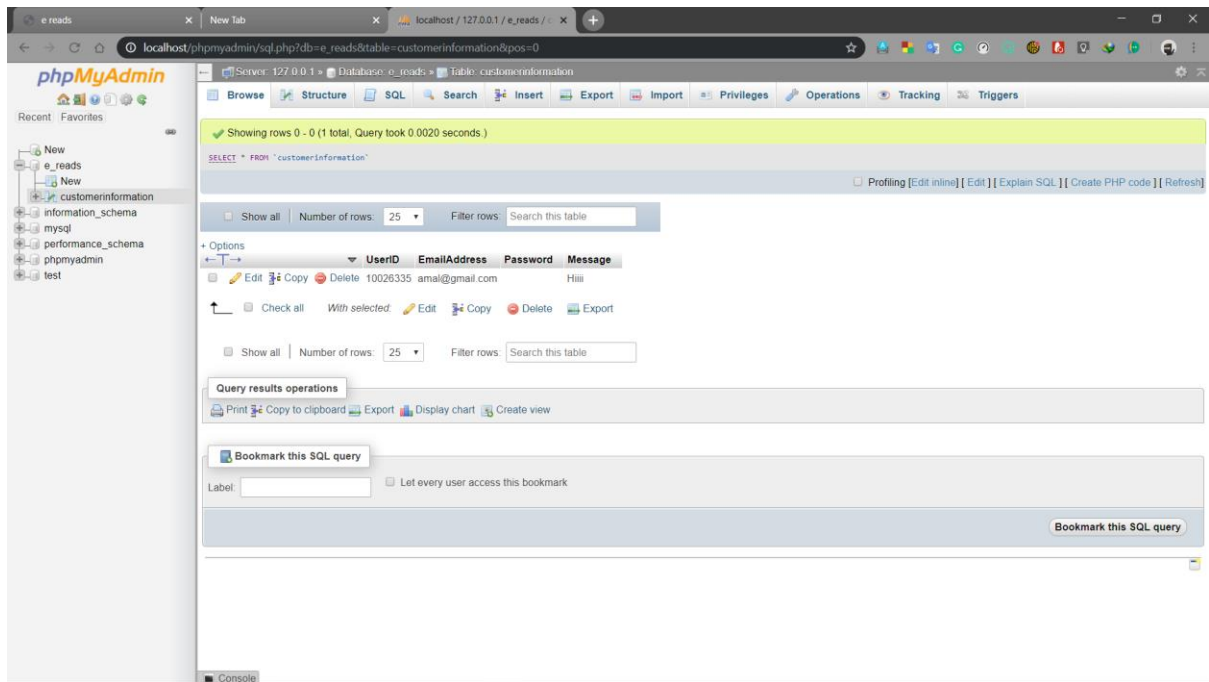 e reads
New Tab
localhost / 127.0.0.1 / e_reads /
localhost/phpmyadmin/sql.php?db=e_reads&table=customerinformation&pos=0
phpMyAdmin
Recent Favorites
New
e_reads
New
customerinformation
information_schema
mysql
performance_schema
phpmyadmin
test
Server: 127.0.0.1 » Database: e_reads » Table: customerinformation
Browse Structure SQL Search Insert Export Import Privileges Operations Tracking Triggers
Showing rows 0 - 0 (1 total, Query took 0.0020 seconds.)
SELECT * FROM `customerinformation`
Profiling [Edit inline] [ Edit ] [ Explain SQL ] [ Create PHP code ] [ Refresh]
Show all Number of rows: 25 Filter rows: Search this table
+ Options
←T→ UserID EmailAddress Password Message
Edit Copy Delete 10026335 amal@gmail.com Hiiii
Check all With selected: Edit Copy Delete Export
Show all Number of rows: 25 Filter rows: Search this table
Query results operations
Print Copy to clipboard Export Display chart Create view
Bookmark this SQL query
Label: Let every user access this bookmark
Bookmark this SQL query
Console